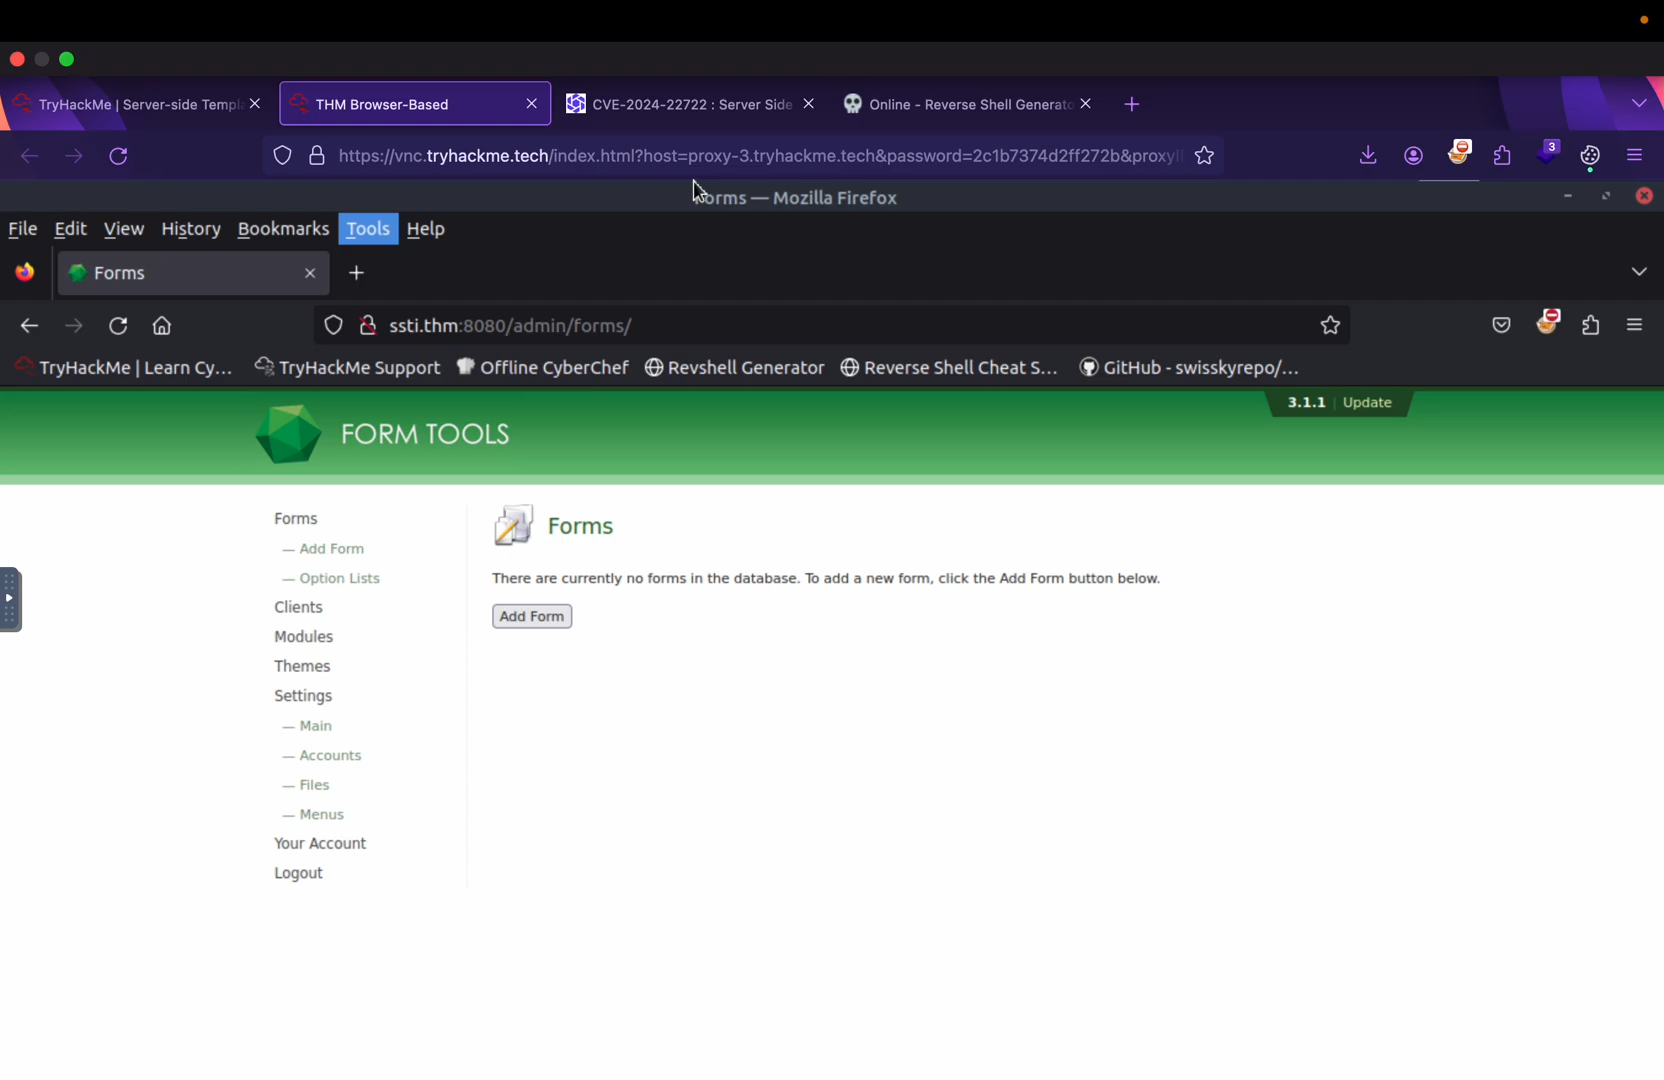 TryHackMe | Server-side Templ
THM Browser-Based
CVE-2024-22722 : Server Side
Online - Reverse Shell Generato
3
https://vnc.tryhackme.tech/index.html?host=proxy-3.tryhackme.tech&password=2c1b7374d2ff272b&proxyI
orms — Mozilla Firefox
File Edit View History Bookmarks Tools Help
Forms
ssti.thm:8080/admin/forms/
TryHackMe | Learn Cy... TryHackMe Support Offline CyberChef Revshell Generator Reverse Shell Cheat S... GitHub - swisskyrepo/...
3.1.1 | Update
FORM TOOLS
Forms
— Add Form
— Option Lists
Clients
Modules
Themes
Settings
— Main
— Accounts
— Files
— Menus
Your Account
Logout
Forms
There are currently no forms in the database. To add a new form, click the Add Form button below.
Add Form